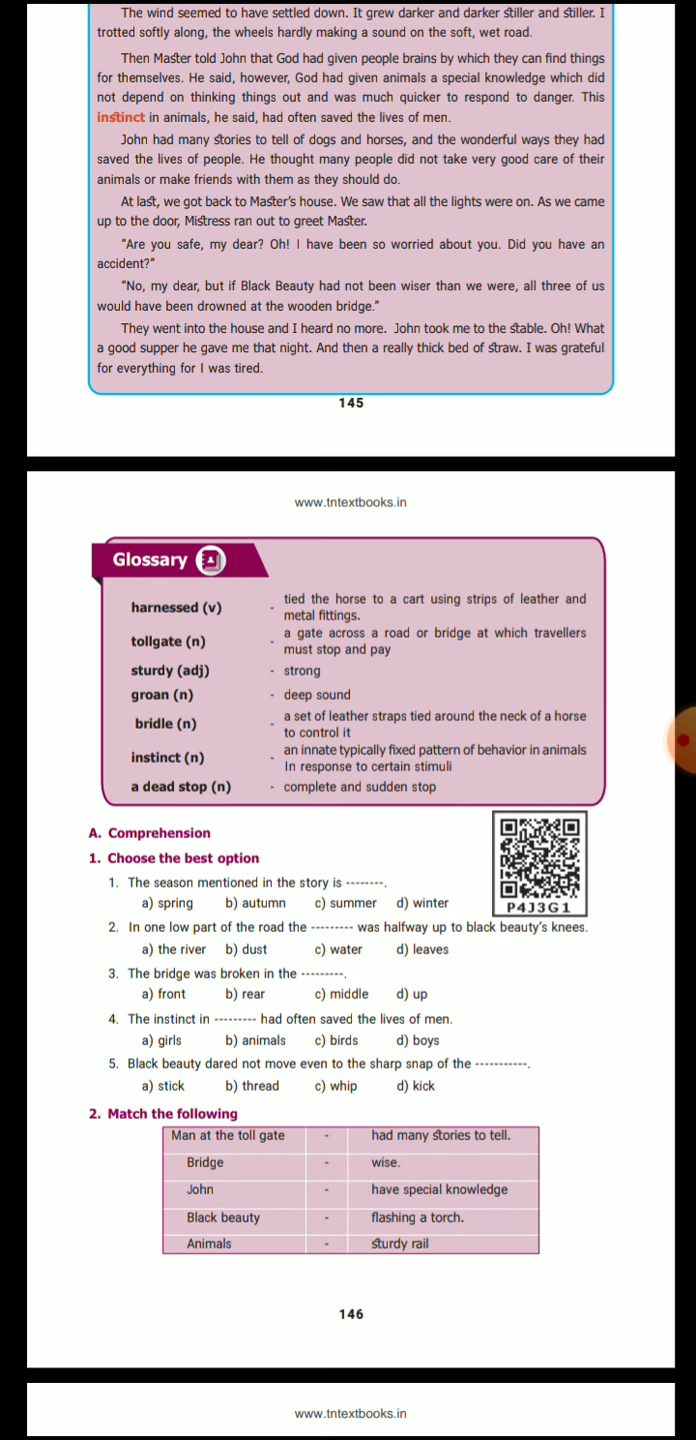 The wind seemed to have settled down. It grew darker and darker stiller and stiller. I
trotted softly along, the wheels hardly making a sound on the soft, wet road.
Then Master told John that God had given people brains by which they can find things
for themselves. He said, however, God had given animals a special knowledge which did
not depend on thinking things out and was much quicker to respond to danger. This
instinct in animals, he said, had often saved the lives of men.
John had many stories to tell of dogs and horses, and the wonderful ways they had
saved the lives of people. He thought many people did not take very good care of their
animals or make friends with them as they should do.
At last, we got back to Master's house. We saw that all the lights were on. As we came
up to the door, Mistress ran out to greet Master.
"Are you safe, my dear? Oh! I have been so worried about you. Did you have an
accident?"
"No, my dear, but if Black Beauty had not been wiser than we were, all three of us
would have been drowned at the wooden bridge."
They went into the house and I heard no more. John took me to the stable. Oh! What
a good supper he gave me that night. And then a really thick bed of straw. I was grateful
for everything for I was tired.
145
www.tntextbooks.in
Glossary
harnessed (v) - tied the horse to a cart using strips of leather and
metal fittings.
tollgate (n) - a gate across a road or bridge at which travellers
must stop and pay
sturdy (adj) - strong
groan (n) - deep sound
bridle (n) - a set of leather straps tied around the neck of a horse
to control it
instinct (n) - an innate typically fixed pattern of behavior in animals
In response to certain stimuli
a dead stop (n) - complete and sudden stop
A. Comprehension
1. Choose the best option
1. The season mentioned in the story is --------.
a) spring b) autumn c) summer d) winter
P4J3G1
2. In one low part of the road the --------- was halfway up to black beauty's knees.
a) the river b) dust c) water d) leaves
3. The bridge was broken in the ---------.
a) front b) rear c) middle d) up
4. The instinct in --------- had often saved the lives of men.
a) girls b) animals c) birds d) boys
5. Black beauty dared not move even to the sharp snap of the -----------.
a) stick b) thread c) whip d) kick
2. Match the following
Man at the toll gate - had many stories to tell.
Bridge - wise.
John - have special knowledge
Black beauty - flashing a torch.
Animals - sturdy rail
146
www.tntextbooks.in